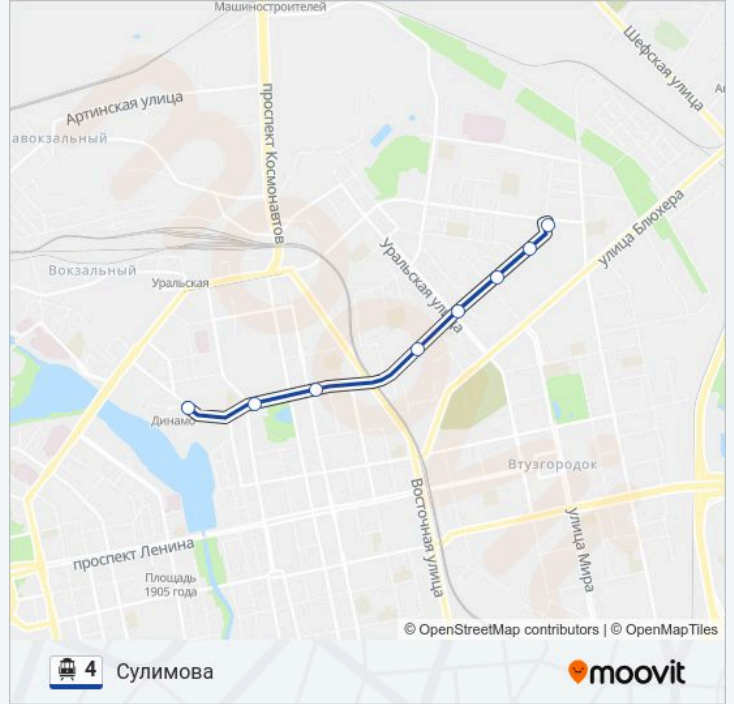 Машиностроителей
Шефская улица
Артинская улица
авокзальный
проспект Космонавтов
улица Блюхера
Уральская улица
Вокзальный
Уральская
Динамо
Втузгородок
Восточная улица
улица Мира
проспект Ленина
Площадь
1905 года
© OpenStreetMap contributors | © OpenMapTiles
4 Сулимова
moovit